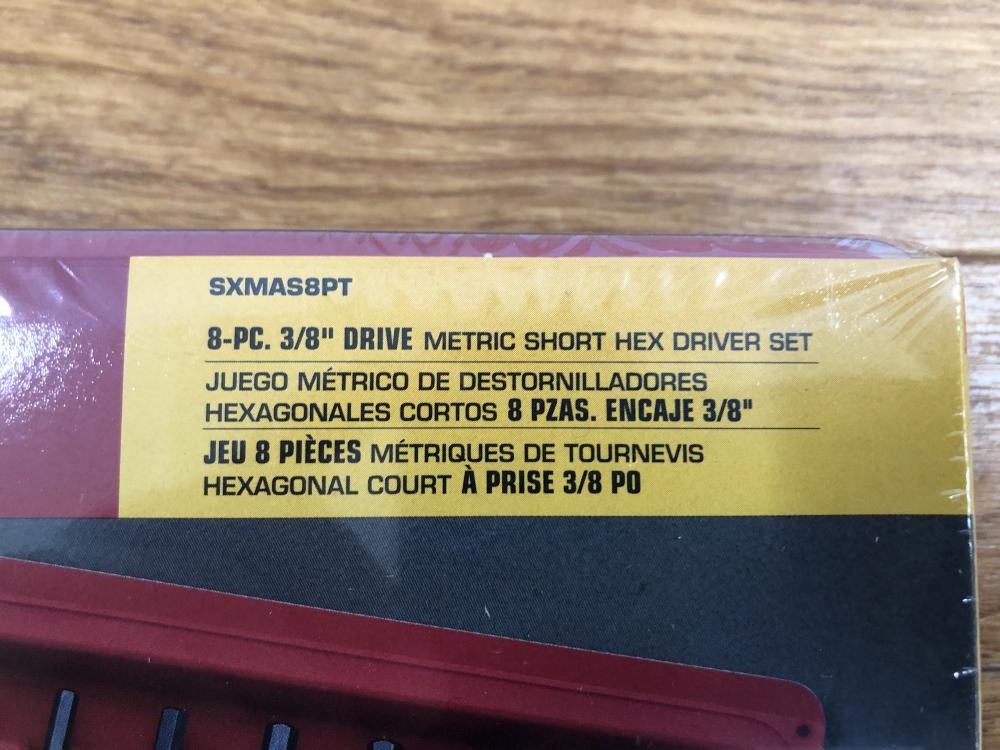 SXMAS8PT
8-PC. 3/8" DRIVE METRIC SHORT HEX DRIVER SET
JUEGO MÉTRICO DE DESTORNILLADORES
HEXAGONALES CORTOS 8 PZAS. ENCAJE 3/8"
JEU 8 PIÈCES MÉTRIQUES DE TOURNEVIS
HEXAGONAL COURT À PRISE 3/8 PO